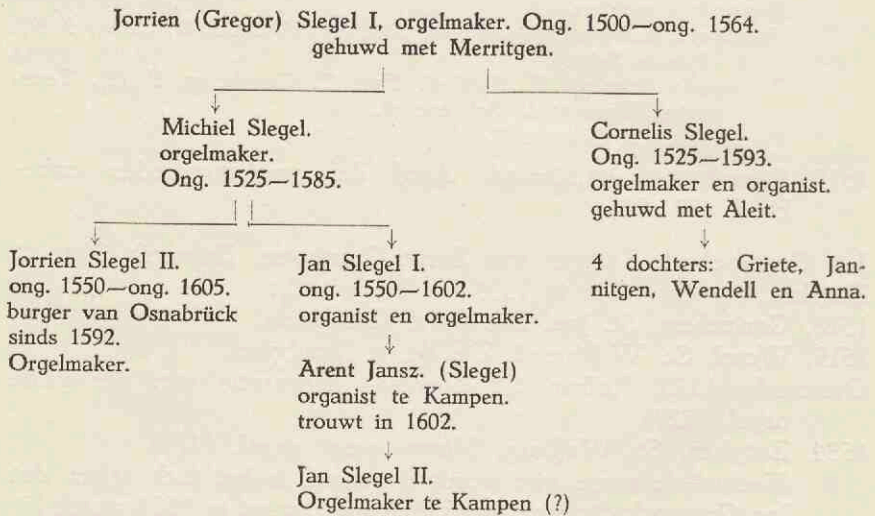 Jorrien (Gregor) Slegel I, orgelmaker. Ong. 1500—ong. 1564.
gehuwd met Merritgen.
Michiel Slegel.
orgelmaker.
Ong. 1525—1585.
Cornelis Slegel.
Ong. 1525—1593.
orgelmaker en organist.
gehuwd met Aleit.
Jorrien Slegel II.
ong. 1550—ong. 1605.
burger van Osnabrück
sinds 1592.
Orgelmaker.
Jan Slegel I.
ong. 1550—1602.
organist en orgelmaker.
4 dochters: Griete, Jan-
nitgen, Wendell en Anna.
Arent Jansz. (Slegel)
organist te Kampen.
trouwt in 1602.
Jan Slegel II.
Orgelmaker te Kampen (?)